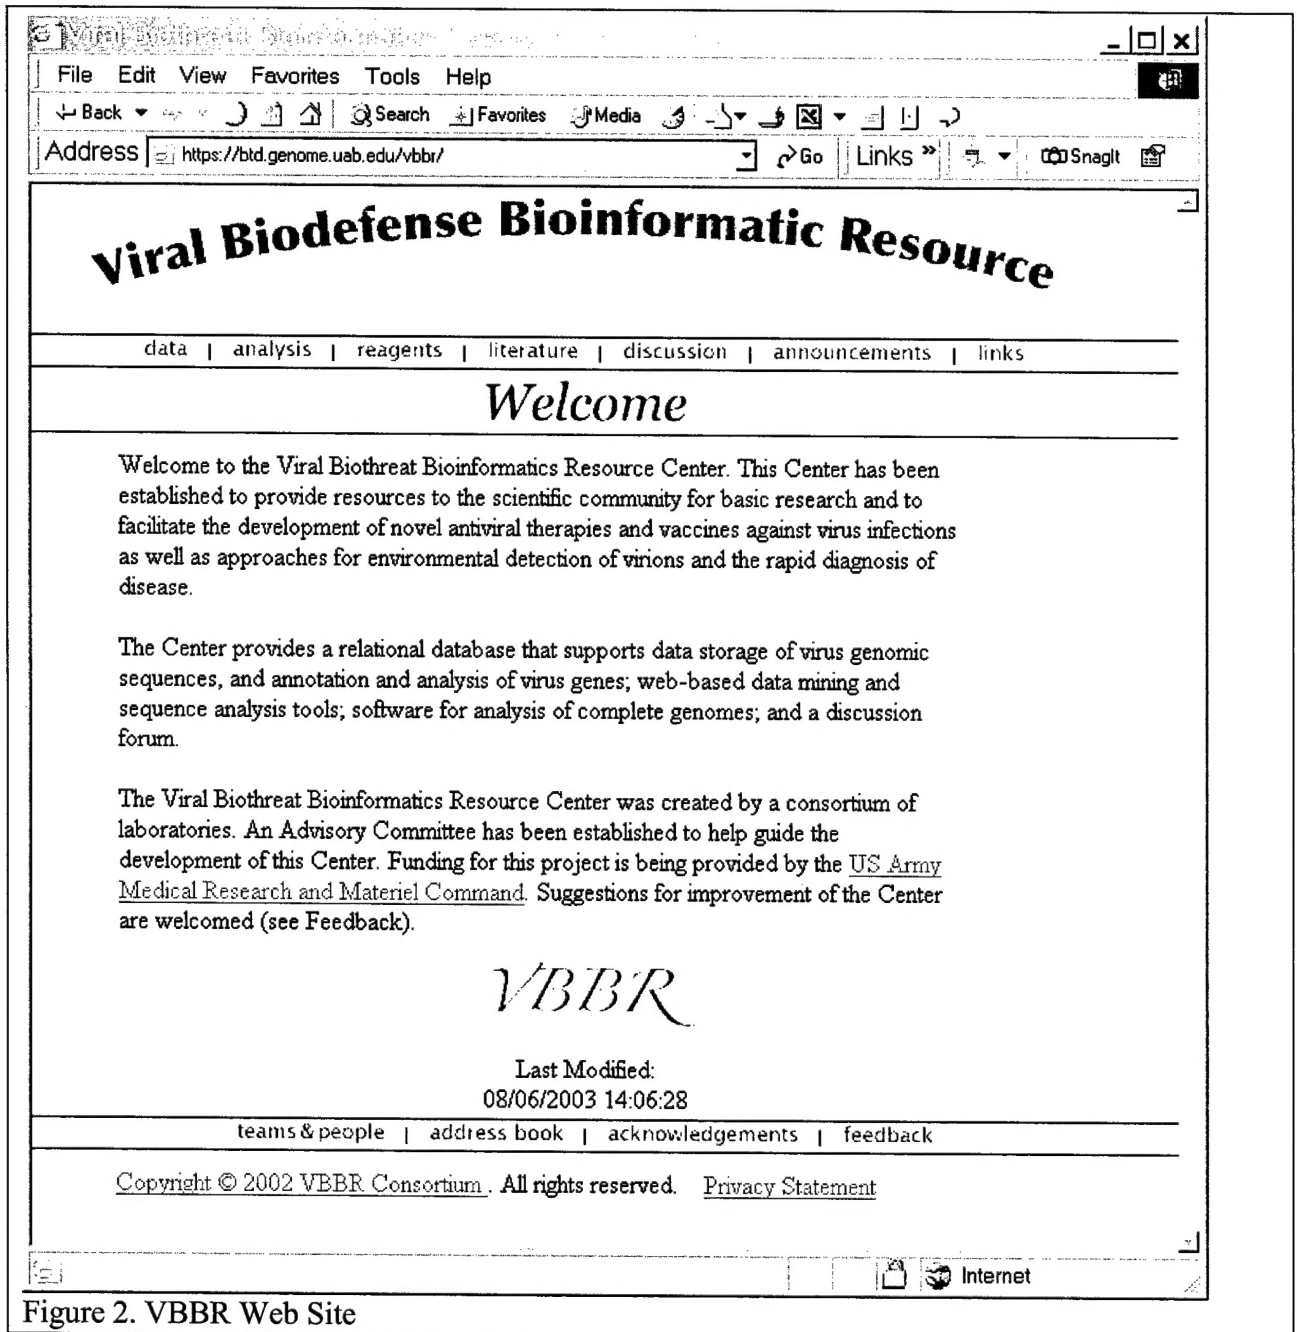 Viral Biothreat Bioinformatics
File Edit View Favorites Tools Help
Back Search Favorites Media
Address https://btd.genome.uab.edu/vbbr/ Go Links » SnagIt
Viral Biodefense Bioinformatic Resource
data | analysis | reagents | literature | discussion | announcements | links
Welcome
Welcome to the Viral Biothreat Bioinformatics Resource Center. This Center has been
established to provide resources to the scientific community for basic research and to
facilitate the development of novel antiviral therapies and vaccines against virus infections
as well as approaches for environmental detection of virions and the rapid diagnosis of
disease.
The Center provides a relational database that supports data storage of virus genomic
sequences, and annotation and analysis of virus genes; web-based data mining and
sequence analysis tools; software for analysis of complete genomes; and a discussion
forum.
The Viral Biothreat Bioinformatics Resource Center was created by a consortium of
laboratories. An Advisory Committee has been established to help guide the
development of this Center. Funding for this project is being provided by the US Army
Medical Research and Materiel Command. Suggestions for improvement of the Center
are welcomed (see Feedback).
VBBR
Last Modified:
08/06/2003 14:06:28
teams & people | address book | acknowledgements | feedback
Copyright © 2002 VBBR Consortium . All rights reserved. Privacy Statement
Internet
Figure 2. VBBR Web Site